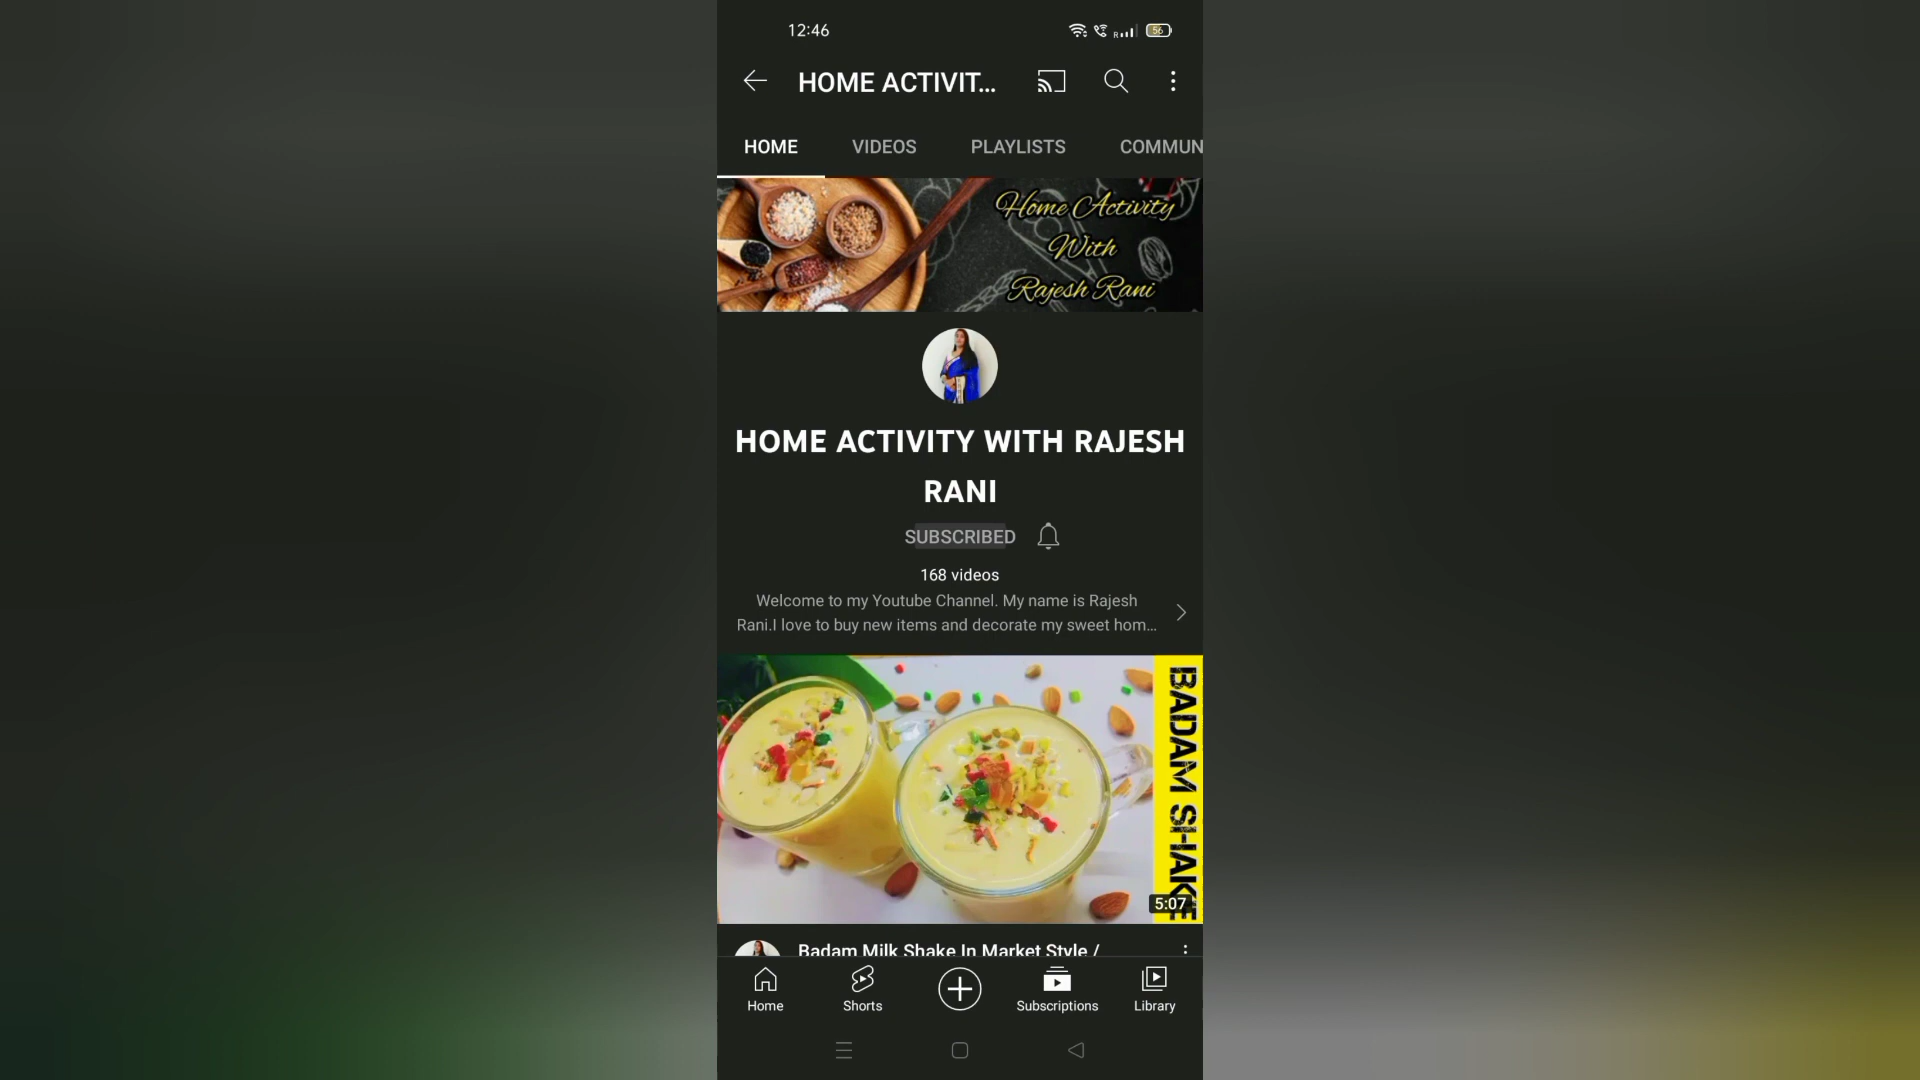 12:46
R
56
HOME ACTIVIT...
HOME
VIDEOS
PLAYLISTS
COMMUN
Home Activity
With
Rajesh Rani
HOME ACTIVITY WITH RAJESH
RANI
SUBSCRIBED
168 videos
Welcome to my Youtube Channel. My name is Rajesh
Rani.I love to buy new items and decorate my sweet hom...
BADAM SHAKE
5:07
Badam Milk Shake In Market Style /
Home
Shorts
Subscriptions
Library